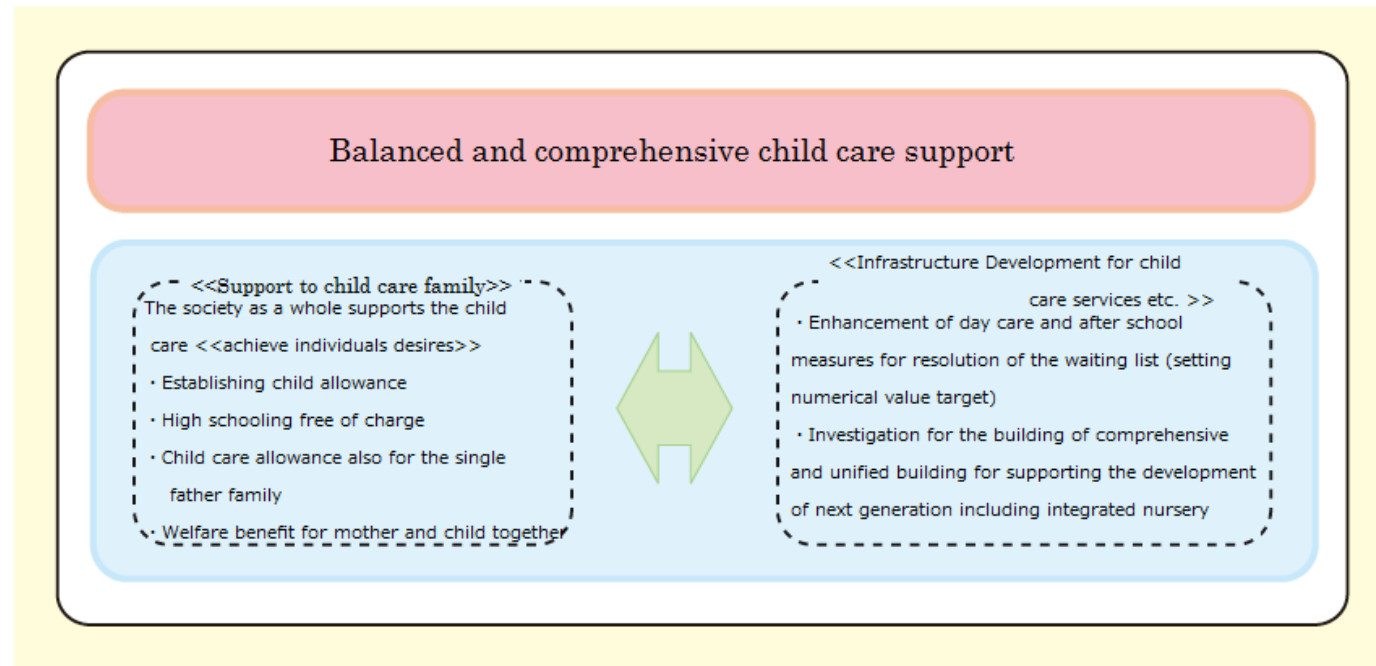 Balanced and comprehensive child care support
<<Support to child care family>>
The society as a whole supports the child
care <<achieve individuals desires>>
・Establishing child allowance
・High schooling free of charge
・Child care allowance also for the single
father family
・Welfare benefit for mother and child together
<<Infrastructure Development for child
care services etc. >>
・Enhancement of day care and after school
measures for resolution of the waiting list (setting
numerical value target)
・Investigation for the building of comprehensive
and unified building for supporting the development
of next generation including integrated nursery